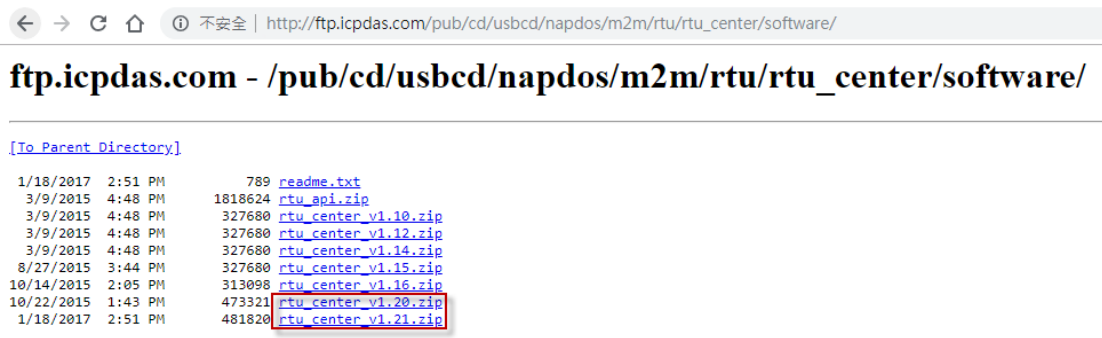 不安全 | http://ftp.icpdas.com/pub/cd/usbcd/napdos/m2m/rtu/rtu_center/software/
ftp.icpdas.com - /pub/cd/usbcd/napdos/m2m/rtu/rtu_center/software/
[To Parent Directory]
1/18/2017 2:51 PM 789 readme.txt
3/9/2015 4:48 PM 1818624 rtu_api.zip
3/9/2015 4:48 PM 327680 rtu_center_v1.10.zip
3/9/2015 4:48 PM 327680 rtu_center_v1.12.zip
3/9/2015 4:48 PM 327680 rtu_center_v1.14.zip
8/27/2015 3:44 PM 327680 rtu_center_v1.15.zip
10/14/2015 2:05 PM 313098 rtu_center_v1.16.zip
10/22/2015 1:43 PM 473321 rtu_center_v1.20.zip
1/18/2017 2:51 PM 481820 rtu_center_v1.21.zip